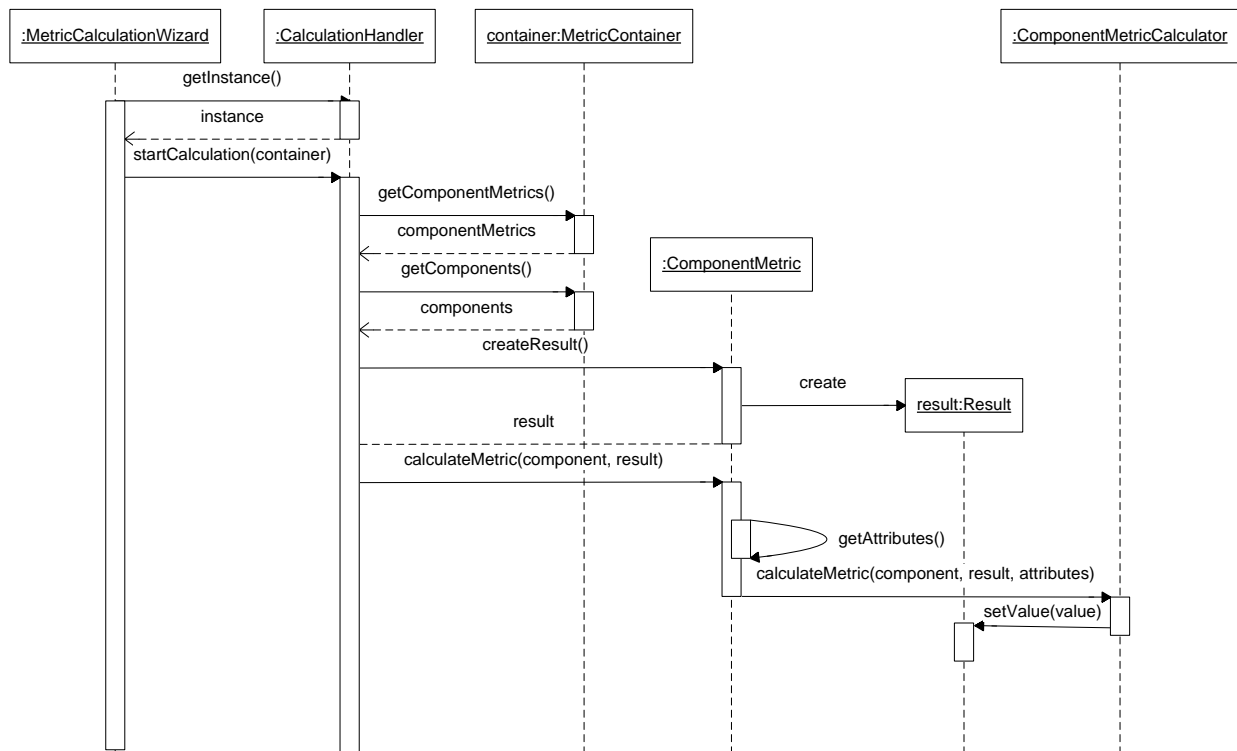 :MetricCalculationWizard
:CalculationHandler
container:MetricContainer
:ComponentMetricCalculator
getInstance()
instance
startCalculation(container)
getComponentMetrics()
componentMetrics
:ComponentMetric
getComponents()
components
createResult()
create
result:Result
result
calculateMetric(component, result)
getAttributes()
calculateMetric(component, result, attributes)
setValue(value)